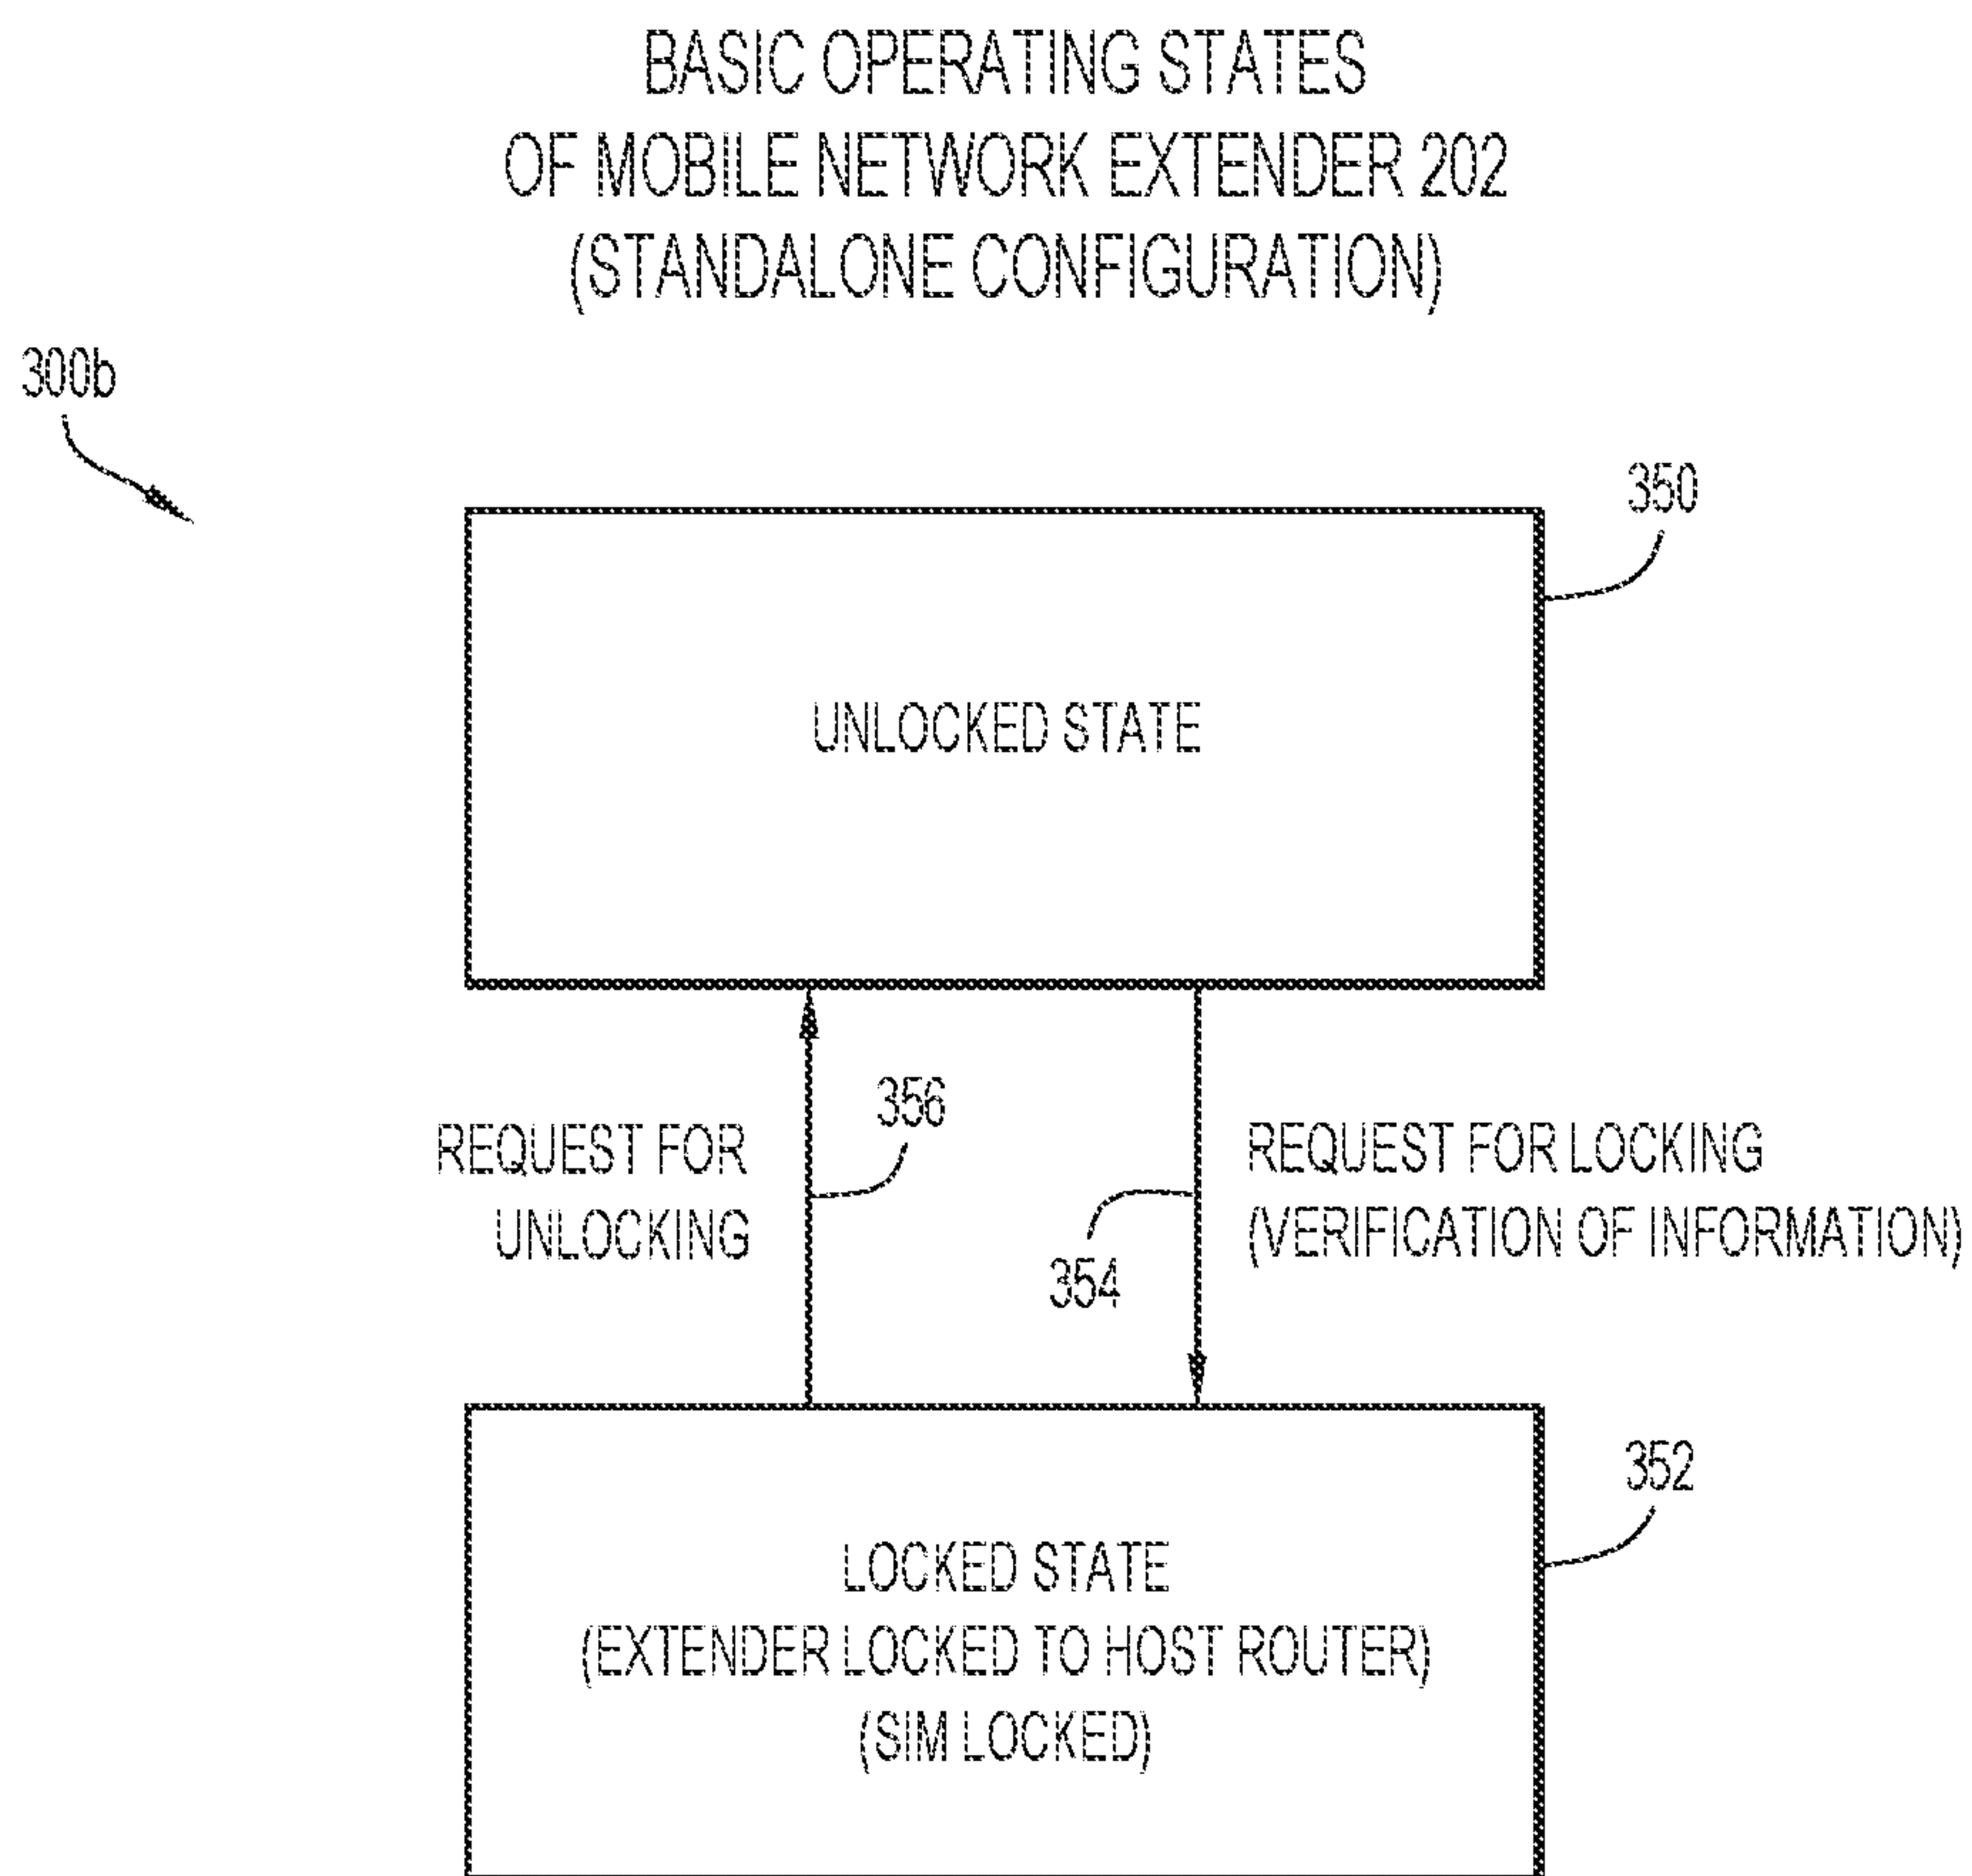 BASIC OPERATING STATES
OF MOBILE NETWORK EXTENDER 202
(STANDALONE CONFIGURATION)
300b
350
UNLOCKED STATE
356
REQUEST FOR
UNLOCKING
REQUEST FOR LOCKING
(VERIFICATION OF INFORMATION)
354
352
LOCKED STATE
(EXTENDER LOCKED TO HOST ROUTER)
(SIM LOCKED)